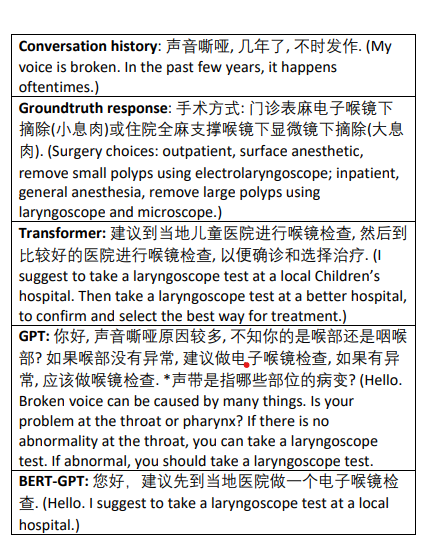 Conversation history: 声音嘶哑, 几年了, 不时发作. (My
voice is broken. In the past few years, it happens
oftentimes.)
Groundtruth response: 手术方式: 门诊表麻电子喉镜下
摘除(小息肉)或住院全麻支撑喉镜下显微镜下摘除(大息
肉). (Surgery choices: outpatient, surface anesthetic,
remove small polyps using electrolaryngoscope; inpatient,
general anesthesia, remove large polyps using
laryngoscope and microscope.)
Transformer: 建议到当地儿童医院进行喉镜检查, 然后到
比较好的医院进行喉镜检查, 以便确诊和选择治疗. (I
suggest to take a laryngoscope test at a local Children's
hospital. Then take a laryngoscope test at a better hospital,
to confirm and select the best way for treatment.)
GPT: 你好, 声音嘶哑原因较多, 不知你的是喉部还是咽喉
部? 如果喉部没有异常, 建议做电子喉镜检查, 如果有异
常, 应该做喉镜检查. *声带是指哪些部位的病变? (Hello.
Broken voice can be caused by many things. Is your
problem at the throat or pharynx? If there is no
abnormality at the throat, you can take a laryngoscope
test. If abnormal, you should take a laryngoscope test.
BERT-GPT: 您好, 建议先到当地医院做一个电子喉镜检
查. (Hello. I suggest to take a laryngoscope test at a local
hospital.)